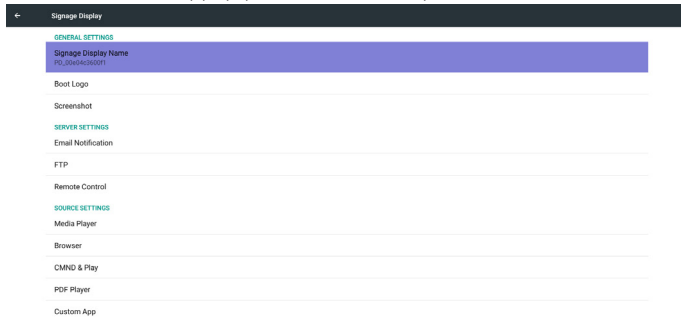 Signage Display
GENERAL SETTINGS
Signage Display Name
PD_00e04c3600f1
Boot Logo
Screenshot
SERVER SETTINGS
Email Notification
FTP
Remote Control
SOURCE SETTINGS
Media Player
Browser
CMND & Play
PDF Player
Custom App